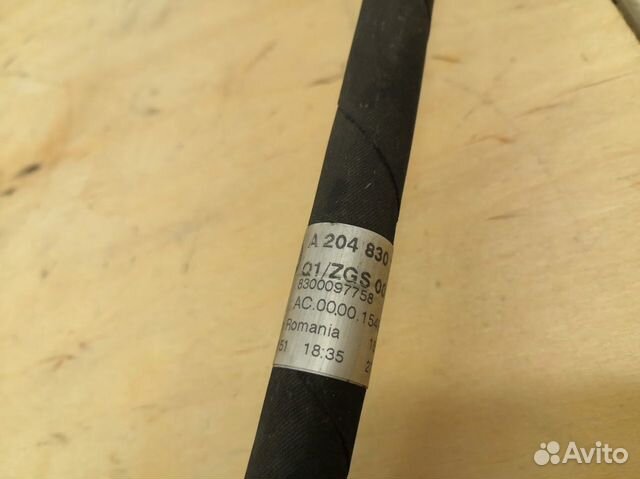 A 204 830
Q1/ZGS 00
8300097758
AC.00.00.154
Romania
51 18:35
Avito